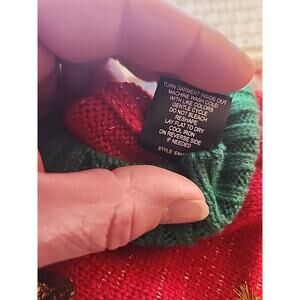 TURN GARMENT INSIDE OUT
MACHINE WASH COLD
WITH LIKE COLORS
GENTLE CYCLE
DO NOT BLEACH
RESHAPE
LAY FLAT TO DRY
COOL IRON
ON REVERSE SIDE
IF NEEDED
STYLE